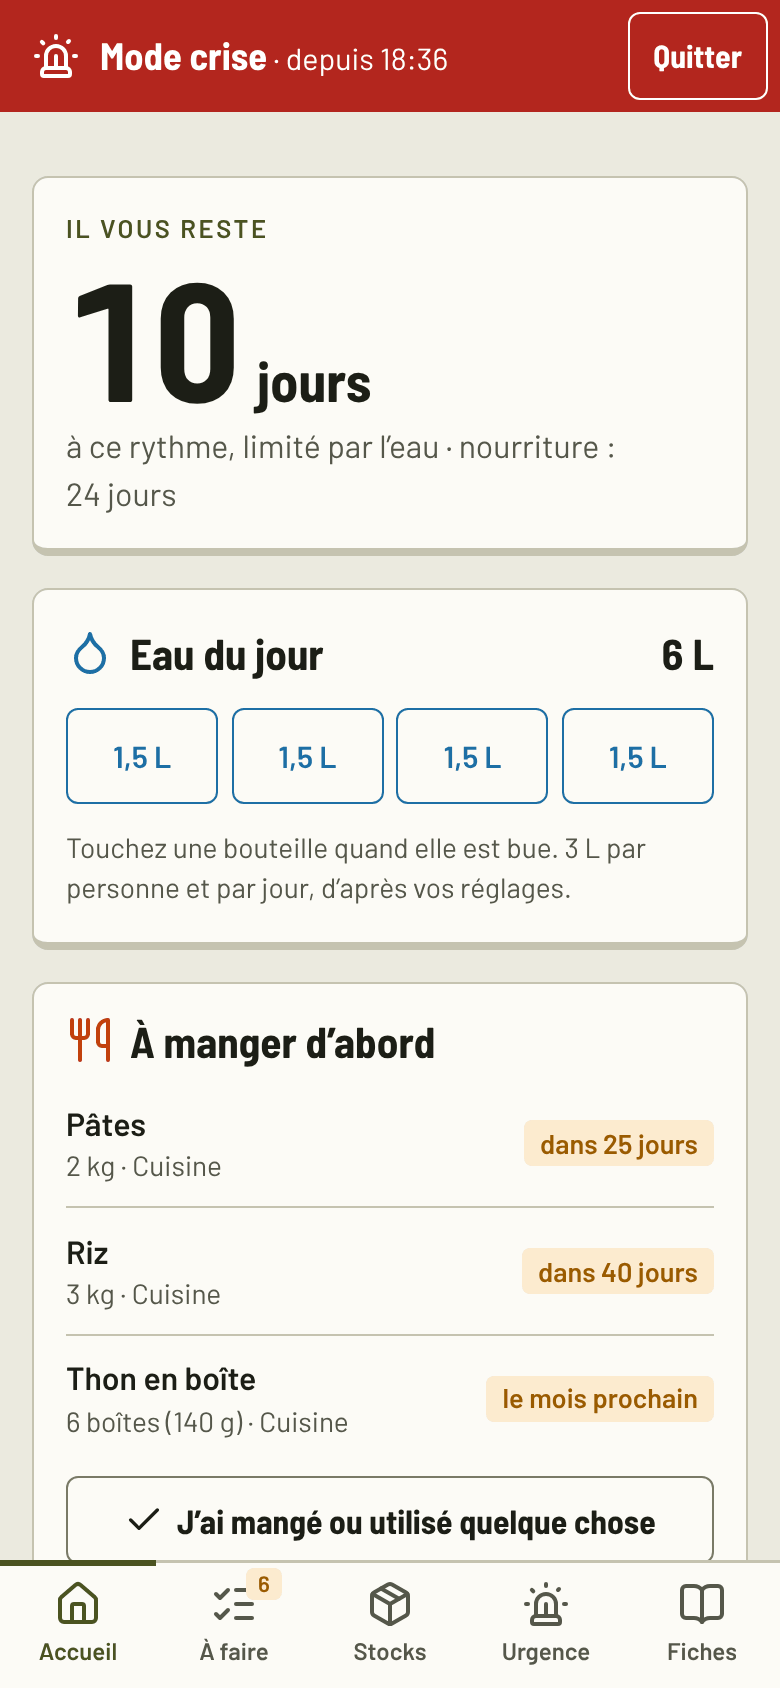 Mode crise · depuis 18:36
Quitter
IL VOUS RESTE
10 jours
à ce rythme, limité par l’eau · nourriture :
24 jours
Eau du jour
6 L
1,5 L
1,5 L
1,5 L
1,5 L
Touchez une bouteille quand elle est bue. 3 L par
personne et par jour, d’après vos réglages.
À manger d’abord
Pâtes
2 kg · Cuisine
dans 25 jours
Riz
3 kg · Cuisine
dans 40 jours
Thon en boîte
6 boîtes (140 g) · Cuisine
le mois prochain
J’ai mangé ou utilisé quelque chose
Accueil
6
À faire
Stocks
Urgence
Fiches